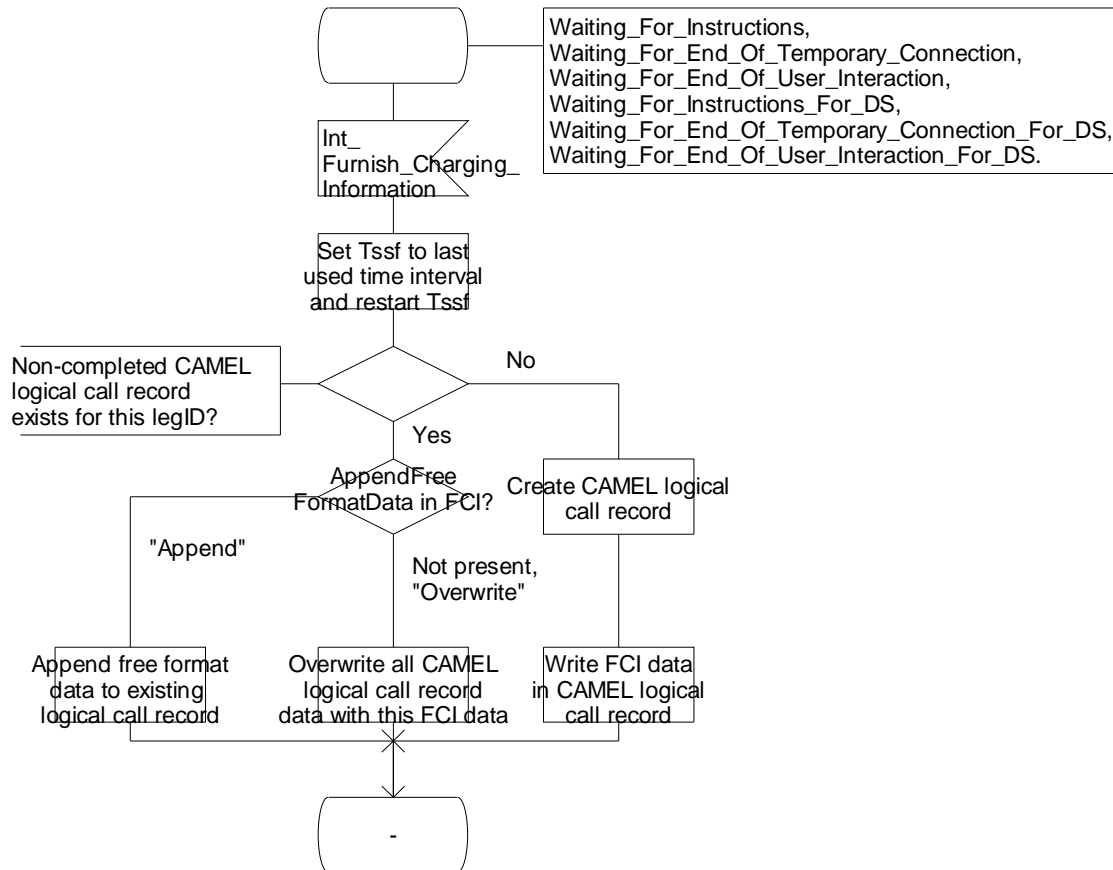 Waiting_For_Instructions,
Waiting_For_End_Of_Temporary_Connection,
Waiting_For_End_Of_User_Interaction,
Waiting_For_Instructions_For_DS,
Waiting_For_End_Of_Temporary_Connection_For_DS,
Waiting_For_End_Of_User_Interaction_For_DS.
Int_
Furnish_Charging_
Information
Set Tssf to last
used time interval
and restart Tssf
Non-completed CAMEL
logical call record
exists for this legID?
No
Yes
AppendFree
FormatData in FCI?
Create CAMEL logical
call record
"Append"
Not present,
"Overwrite"
Append free format
data to existing
logical call record
Overwrite all CAMEL
logical call record
data with this FCI data
Write FCI data
in CAMEL logical
call record
-